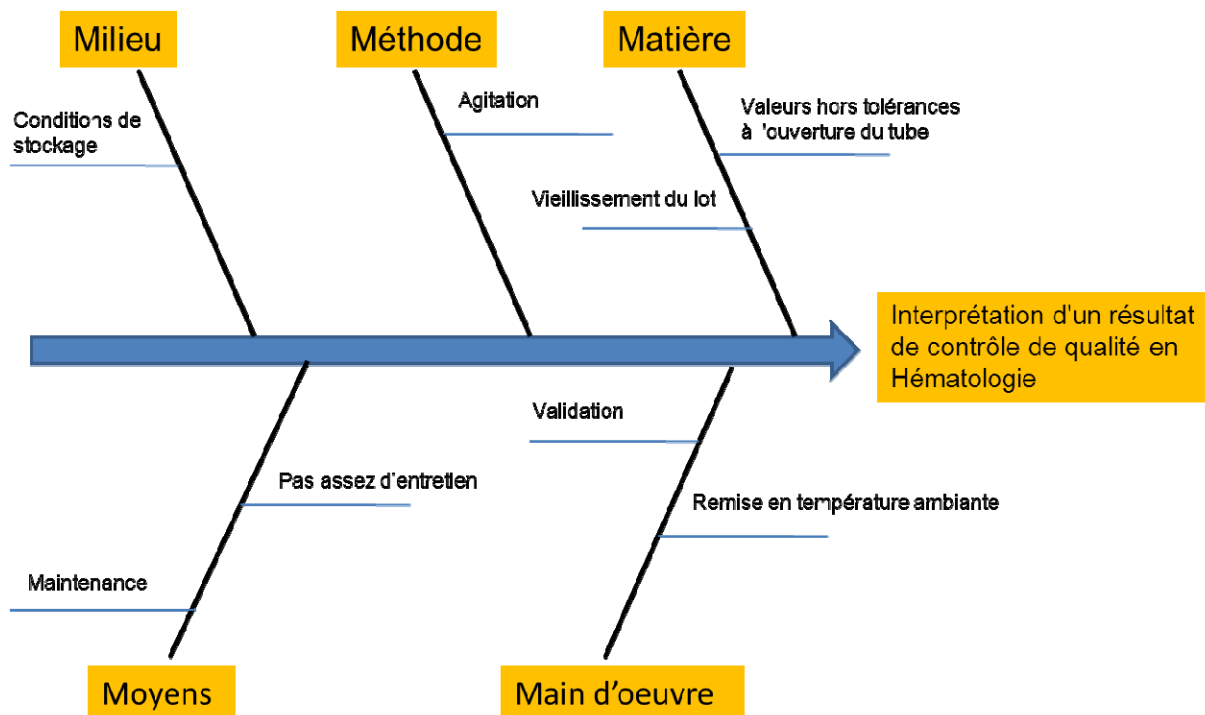 Milieu
Méthode
Matière
Conditions de
stockage
Agitation
Valeurs hors tolérances
à l'ouverture du tube
Vieillissement du lot
Interprétation d'un résultat
de contrôle de qualité en
Hématologie
Validation
Pas assez d'entretien
Remise en température ambiante
Maintenance
Moyens
Main d'oeuvre